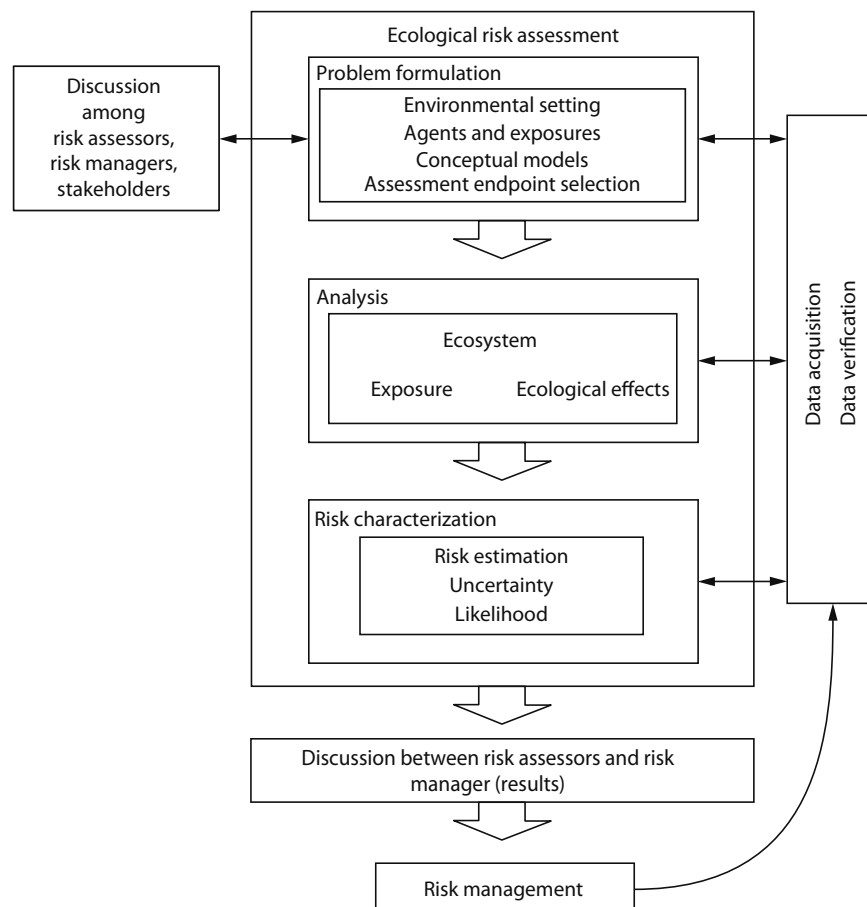 Ecological risk assessment
Discussion
among
risk assessors,
risk managers,
stakeholders
Problem formulation
Environmental setting
Agents and exposures
Conceptual models
Assessment endpoint selection
Analysis
Ecosystem
Exposure
Ecological effects
Data acquisition
Data verification
Risk characterization
Risk estimation
Uncertainty
Likelihood
Discussion between risk assessors and risk
manager (results)
Risk management